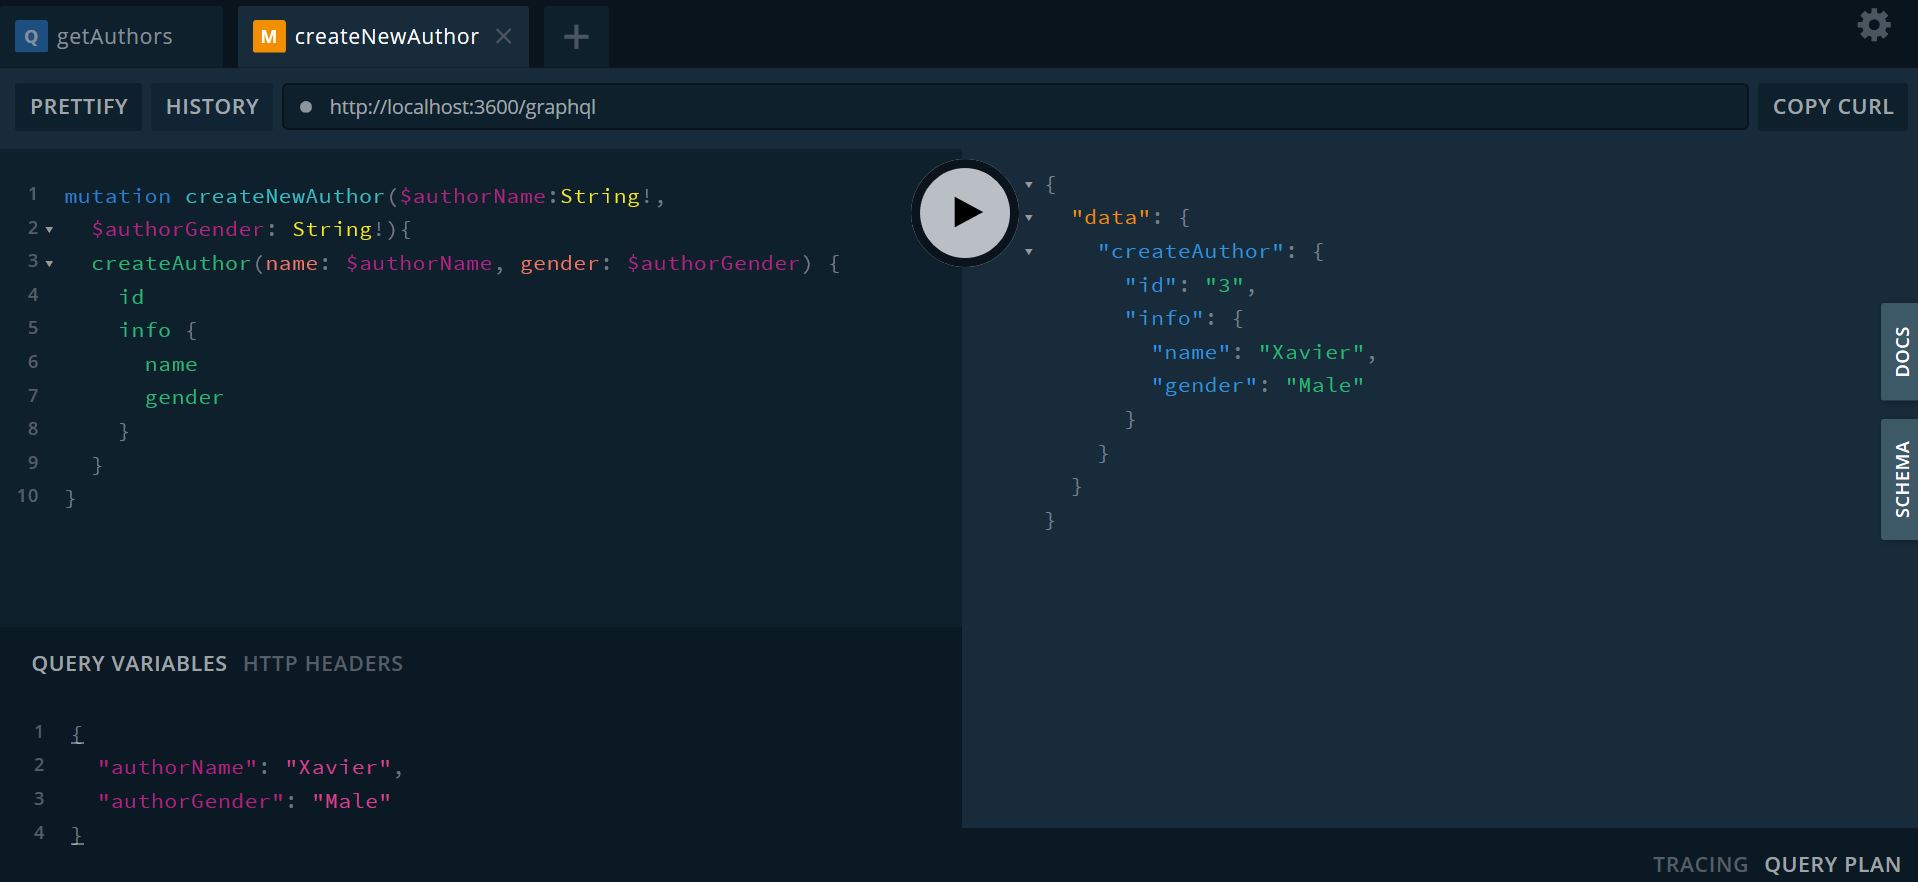 Q getAuthors
M createNewAuthor
PRETTIFY HISTORY http://localhost:3600/graphql COPY CURL
1 mutation createNewAuthor($authorName:String!,
2 $authorGender: String!){
3 createAuthor(name: $authorName, gender: $authorGender) {
4 id
5 info {
6 name
7 gender
8 }
9 }
10 }
{
"data": {
"createAuthor": {
"id": "3",
"info": {
"name": "Xavier",
"gender": "Male"
}
}
}
}
DOCS
SCHEMA
QUERY VARIABLES HTTP HEADERS
1 {
2 "authorName": "Xavier",
3 "authorGender": "Male"
4 }
TRACING QUERY PLAN